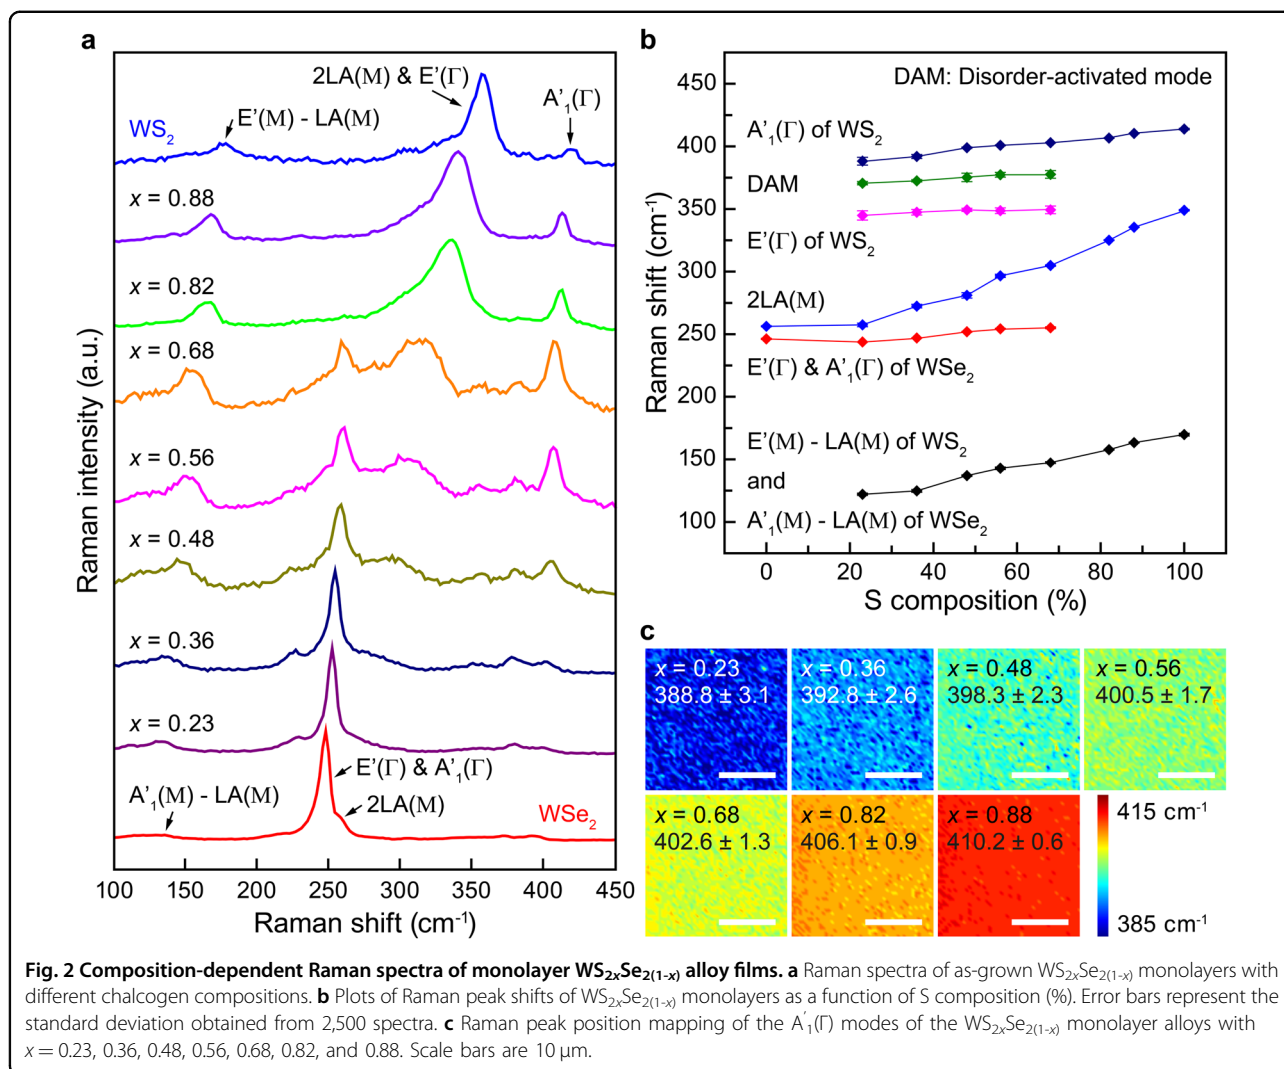 a
2LA(M) & E'(Γ)
A'1(Γ)
E'(M) - LA(M)
WS2
x = 0.88
x = 0.82
x = 0.68
x = 0.56
x = 0.48
x = 0.36
x = 0.23
E'(Γ) & A'1(Γ)
A'1(M) - LA(M)
2LA(M)
WSe2
Raman intensity (a.u.)
100 150 200 250 300 350 400 450
Raman shift (cm-1)
b
DAM: Disorder-activated mode
450
400
350
300
250
200
150
100
Raman shift (cm-1)
A'1(Γ) of WS2
DAM
E'(Γ) of WS2
2LA(M)
E'(Γ) & A'1(Γ) of WSe2
E'(M) - LA(M) of WS2
and
A'1(M) - LA(M) of WSe2
0 20 40 60 80 100
S composition (%)
c
x = 0.23
388.8 ± 3.1
x = 0.36
392.8 ± 2.6
x = 0.48
398.3 ± 2.3
x = 0.56
400.5 ± 1.7
x = 0.68
402.6 ± 1.3
x = 0.82
406.1 ± 0.9
x = 0.88
410.2 ± 0.6
415 cm-1
385 cm-1
Fig. 2 Composition-dependent Raman spectra of monolayer WS2xSe2(1-x) alloy films. a Raman spectra of as-grown WS2xSe2(1-x) monolayers with
different chalcogen compositions. b Plots of Raman peak shifts of WS2xSe2(1-x) monolayers as a function of S composition (%). Error bars represent the
standard deviation obtained from 2,500 spectra. c Raman peak position mapping of the A'1(Γ) modes of the WS2xSe2(1-x) monolayer alloys with
x = 0.23, 0.36, 0.48, 0.56, 0.68, 0.82, and 0.88. Scale bars are 10 μm.